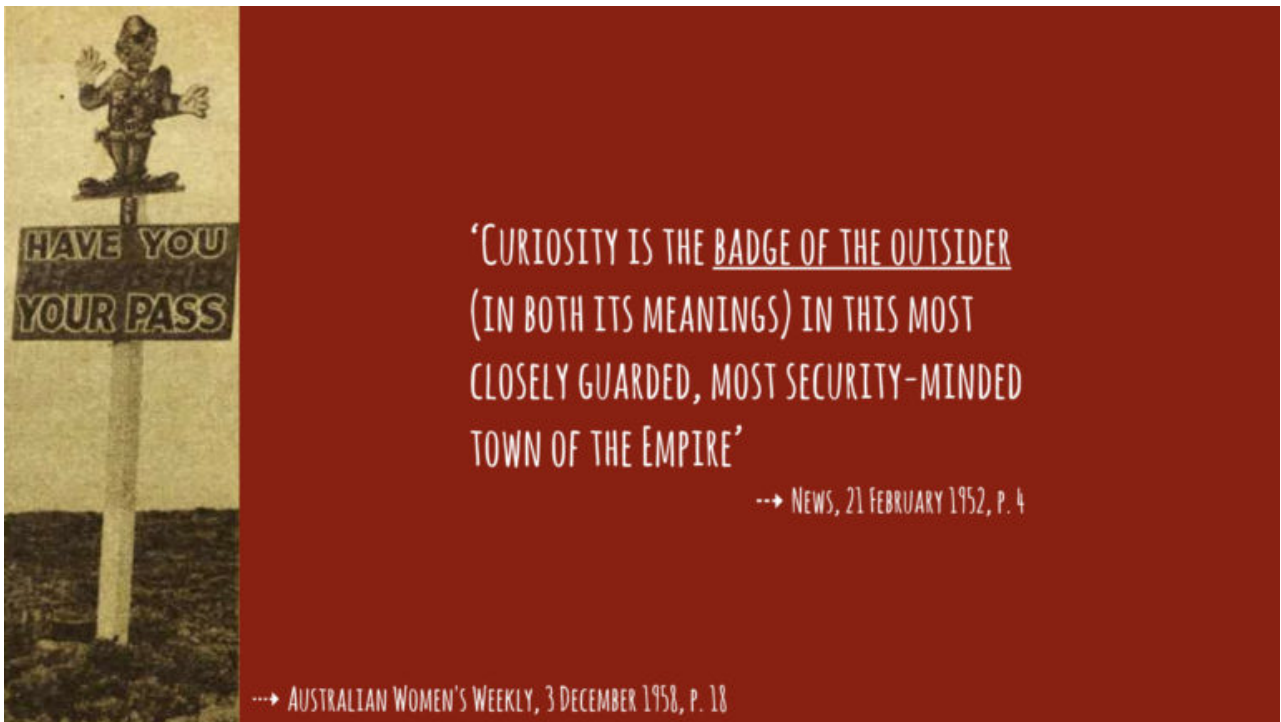 HAVE YOU
YOUR PASS
‘CURIOSITY IS THE BADGE OF THE OUTSIDER
(IN BOTH ITS MEANINGS) IN THIS MOST
CLOSELY GUARDED, MOST SECURITY-MINDED
TOWN OF THE EMPIRE’
⇢ NEWS, 21 FEBRUARY 1952, P. 4
⇢ AUSTRALIAN WOMEN'S WEEKLY, 3 DECEMBER 1958, P. 18